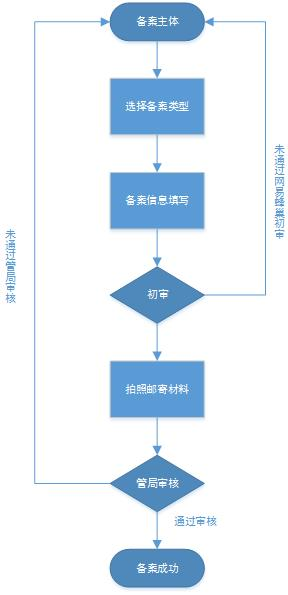 备案主体
选择备案类型
备案信息填写
初审
未通过网易蜂巢初审
未通过管局审核
拍照邮寄材料
管局审核
通过审核
备案成功